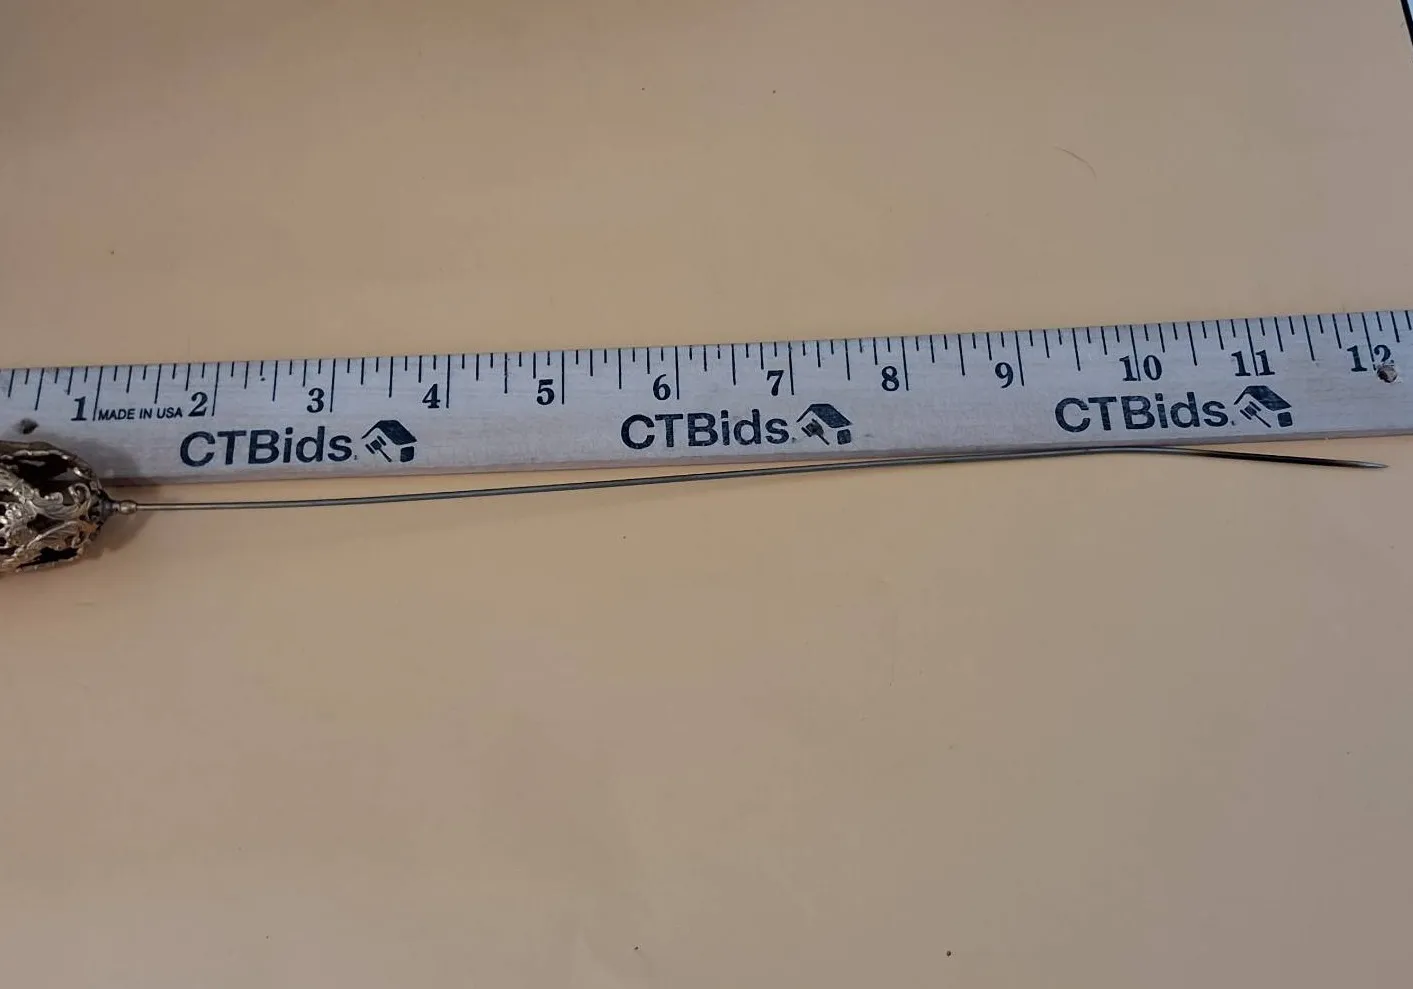 1 MADE IN USA 2 3 4 5 6 7 8 9 10 11 12
CTBids. CTBids. CTBids.